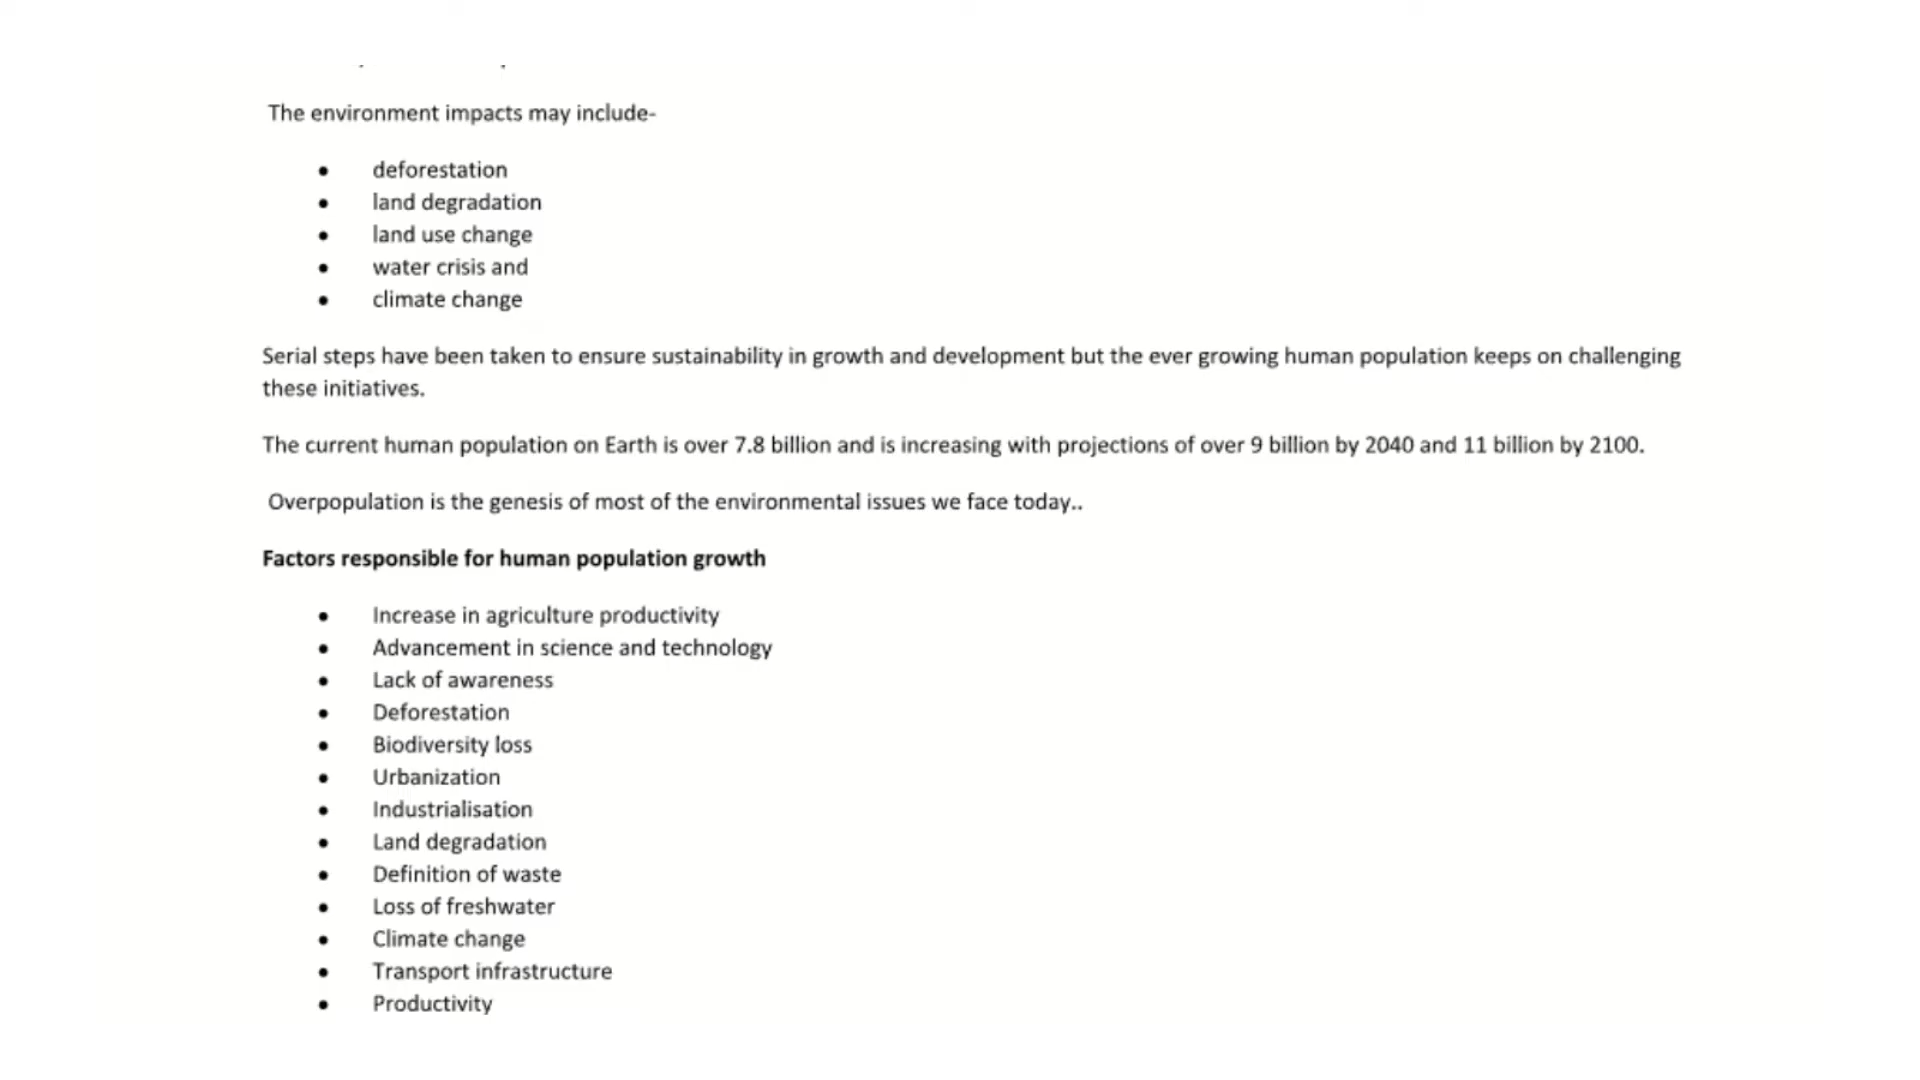 The environment impacts may include-
• deforestation
• land degradation
• land use change
• water crisis and
• climate change
Serial steps have been taken to ensure sustainability in growth and development but the ever growing human population keeps on challenging
these initiatives.
The current human population on Earth is over 7.8 billion and is increasing with projections of over 9 billion by 2040 and 11 billion by 2100.
Overpopulation is the genesis of most of the environmental issues we face today..
Factors responsible for human population growth
• Increase in agriculture productivity
• Advancement in science and technology
• Lack of awareness
• Deforestation
• Biodiversity loss
• Urbanization
• Industrialisation
• Land degradation
• Definition of waste
• Loss of freshwater
• Climate change
• Transport infrastructure
• Productivity